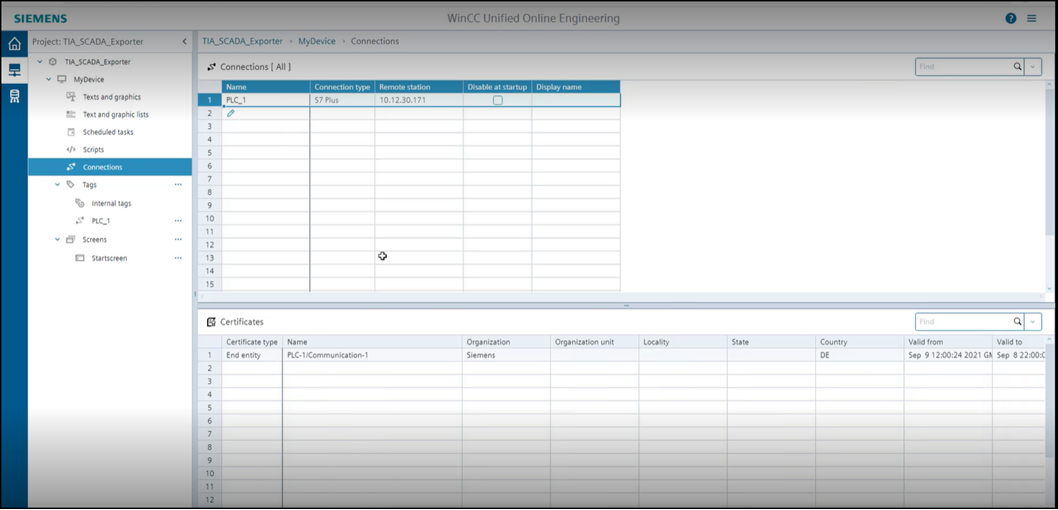 SIEMENS
WinCC Unified Online Engineering
Project: TIA_SCADA_Exporter
TIA_SCADA_Exporter
MyDevice
Texts and graphics
Text and graphic lists
Scheduled tasks
Scripts
Connections
Tags
Internal tags
PLC_1
Screens
Startscreen
TIA_SCADA_Exporter > MyDevice > Connections
Connections [ All ]
Find
Name Connection type Remote station Disable at startup Display name
1 PLC_1 S7 Plus 10.12.30.171
2
3
4
5
6
7
8
9
10
11
12
13
14
15
Certificates
Find
Certificate type Name Organization Organization unit Locality State Country Valid from Valid to
1 End entity PLC-1/Communication-1 Siemens DE Sep 9 12:00:24 2021 GM Sep 8 22:00:0
2
3
4
5
6
7
8
9
10
11
12